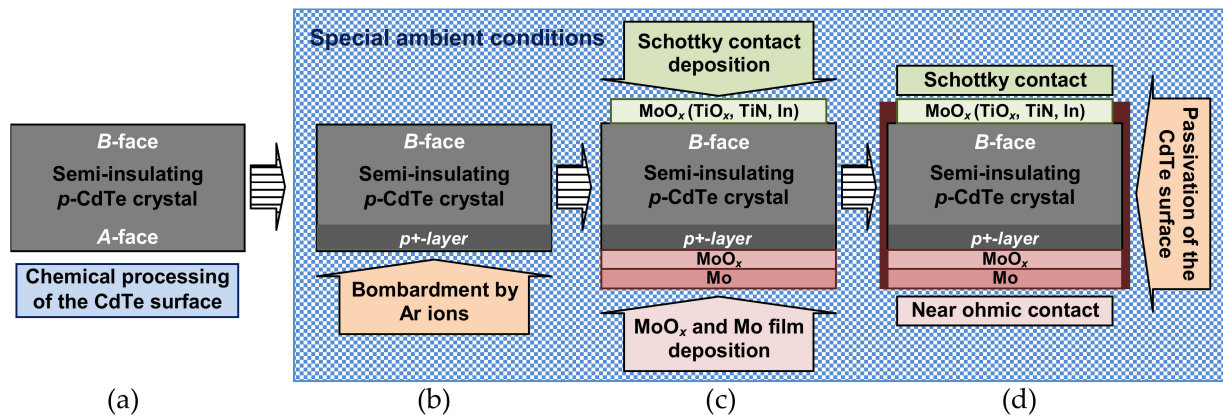 B-face
Semi-insulating
p-CdTe crystal
A-face
Chemical processing
of the CdTe surface
(a)
Special ambient conditions
B-face
Semi-insulating
p-CdTe crystal
p+-layer
Bombardment by
Ar ions
(b)
Schottky contact
deposition
MoOx (TiOx, TiN, In)
B-face
Semi-insulating
p-CdTe crystal
p+-layer
MoOx
Mo
MoOx and Mo film
deposition
(c)
Schottky contact
MoOx (TiOx, TiN, In)
B-face
Semi-insulating
p-CdTe crystal
p+-layer
MoOx
Mo
Near ohmic contact
Passivation of the
CdTe surface
(d)